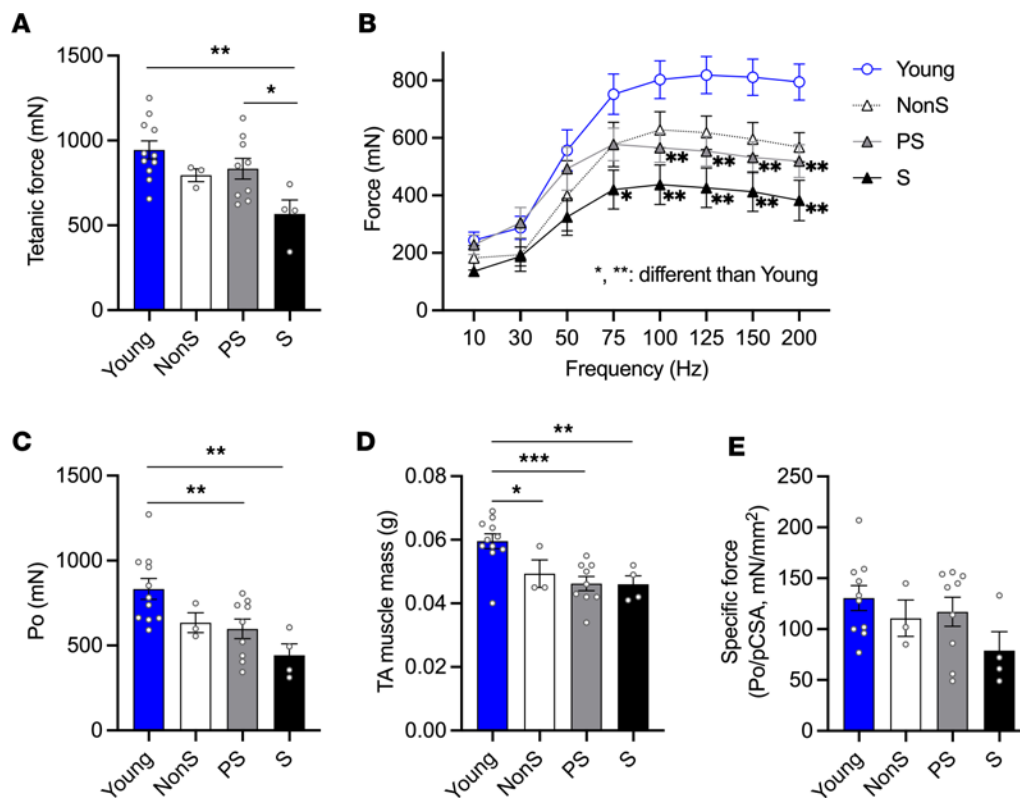 A
Tetanic force (mN)
1500
1000
500
0
**
*
Young
NonS
PS
S
B
Force (mN)
800
600
400
200
0
10
30
50
75
100
125
150
200
Frequency (Hz)
*
**
**
**
**
**
**
**
**
*, **: different than Young
Young
NonS
PS
S
C
Po (mN)
1500
1000
500
0
**
**
Young
NonS
PS
S
D
TA muscle mass (g)
0.08
0.06
0.04
0.02
0.00
**
***
*
Young
NonS
PS
S
E
Specific force
(Po/pCSA, mN/mm²)
250
200
150
100
50
0
Young
NonS
PS
S